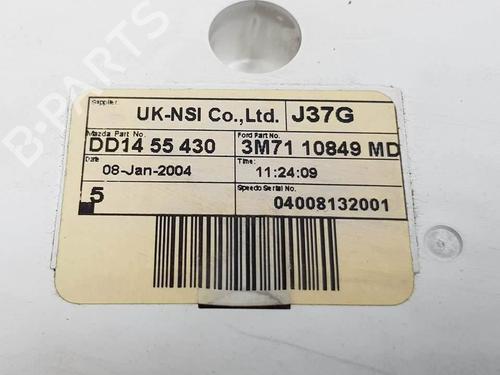 B-PARTS
Supplier
UK-NSI Co.,Ltd. J37G
Mazda Part No. Ford Part No.
DD14 55 430 3M71 10849 MD
Date Time:
08-Jan-2004 11:24:09
Speedo Serial No.
5 04008132001